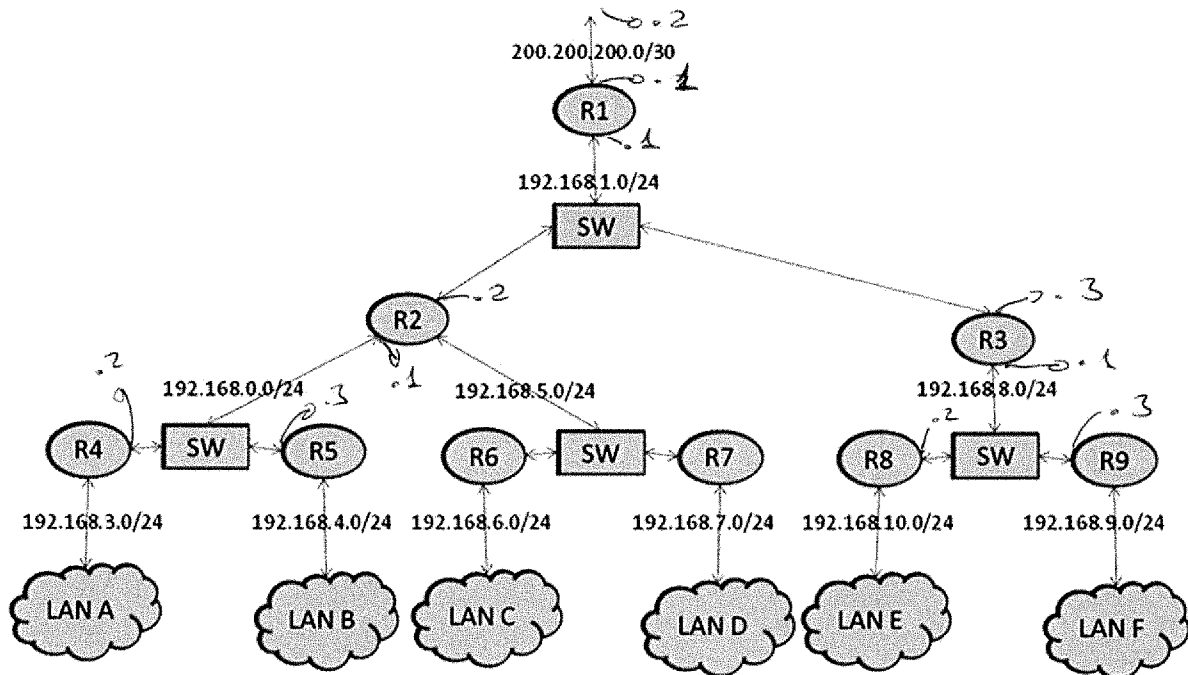 .2
200.200.200.0/30
.1
R1
.1
192.168.1.0/24
SW
.2
R2
.3
R3
.2
192.168.0.0/24
.3
.1
192.168.5.0/24
.1
192.168.8.0/24
.2
.3
R4
SW
R5
R6
SW
R7
R8
SW
R9
192.168.3.0/24
192.168.4.0/24
192.168.6.0/24
192.168.7.0/24
192.168.10.0/24
192.168.9.0/24
LAN A
LAN B
LAN C
LAN D
LAN E
LAN F